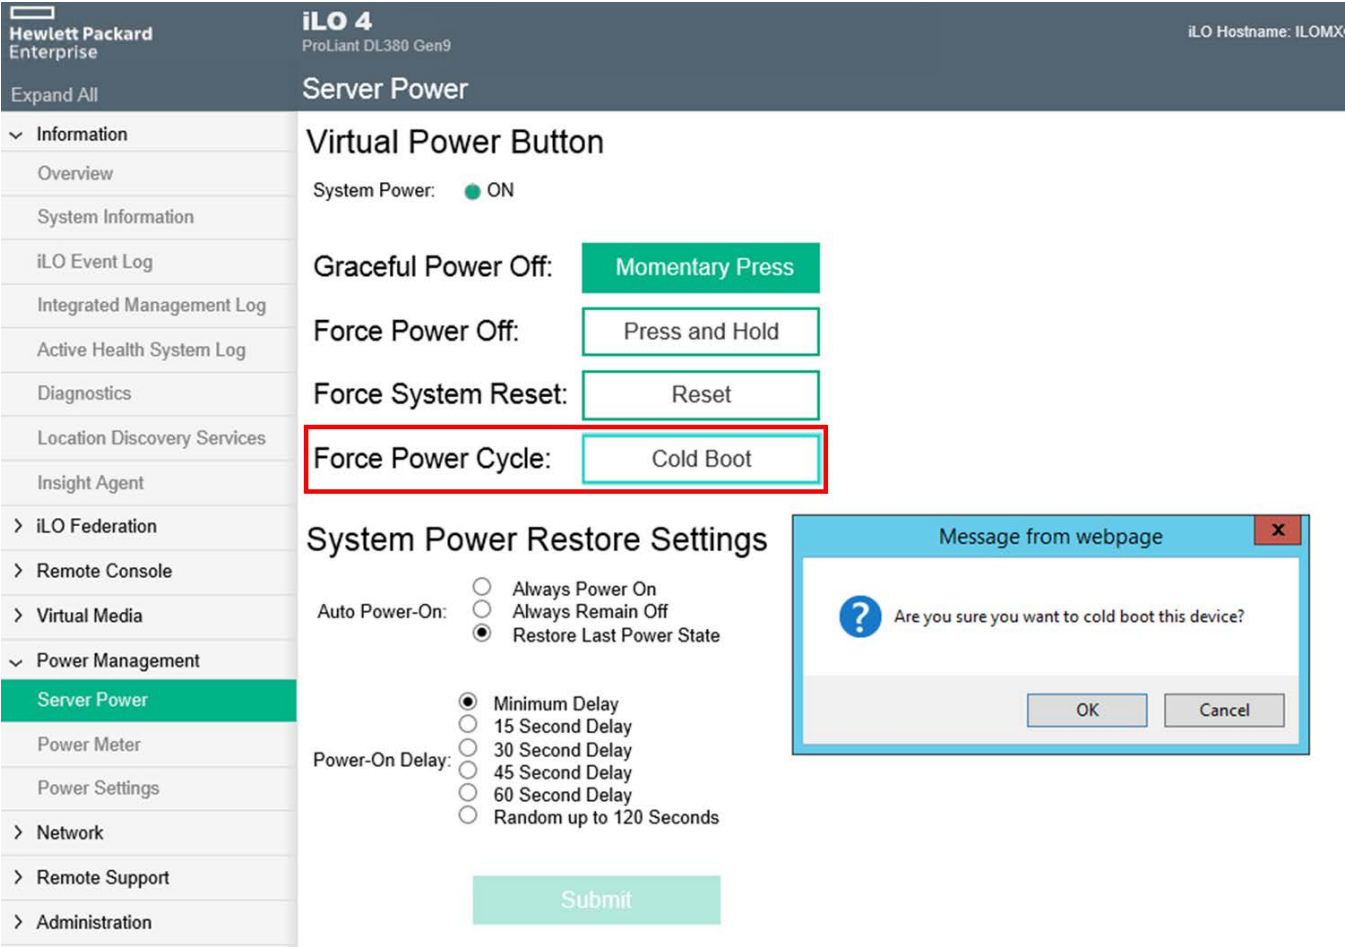 Hewlett Packard
Enterprise
iLO 4
ProLiant DL380 Gen9
iLO Hostname: ILOMX
Expand All
Server Power
Information
Overview
System Information
iLO Event Log
Integrated Management Log
Active Health System Log
Diagnostics
Location Discovery Services
Insight Agent
iLO Federation
Remote Console
Virtual Media
Power Management
Server Power
Power Meter
Power Settings
Network
Remote Support
Administration
Virtual Power Button
System Power: ON
Graceful Power Off: Momentary Press
Force Power Off: Press and Hold
Force System Reset: Reset
Force Power Cycle: Cold Boot
System Power Restore Settings
Auto Power-On:
Always Power On
Always Remain Off
Restore Last Power State
Power-On Delay:
Minimum Delay
15 Second Delay
30 Second Delay
45 Second Delay
60 Second Delay
Random up to 120 Seconds
Submit
Message from webpage
x
?
Are you sure you want to cold boot this device?
OK
Cancel